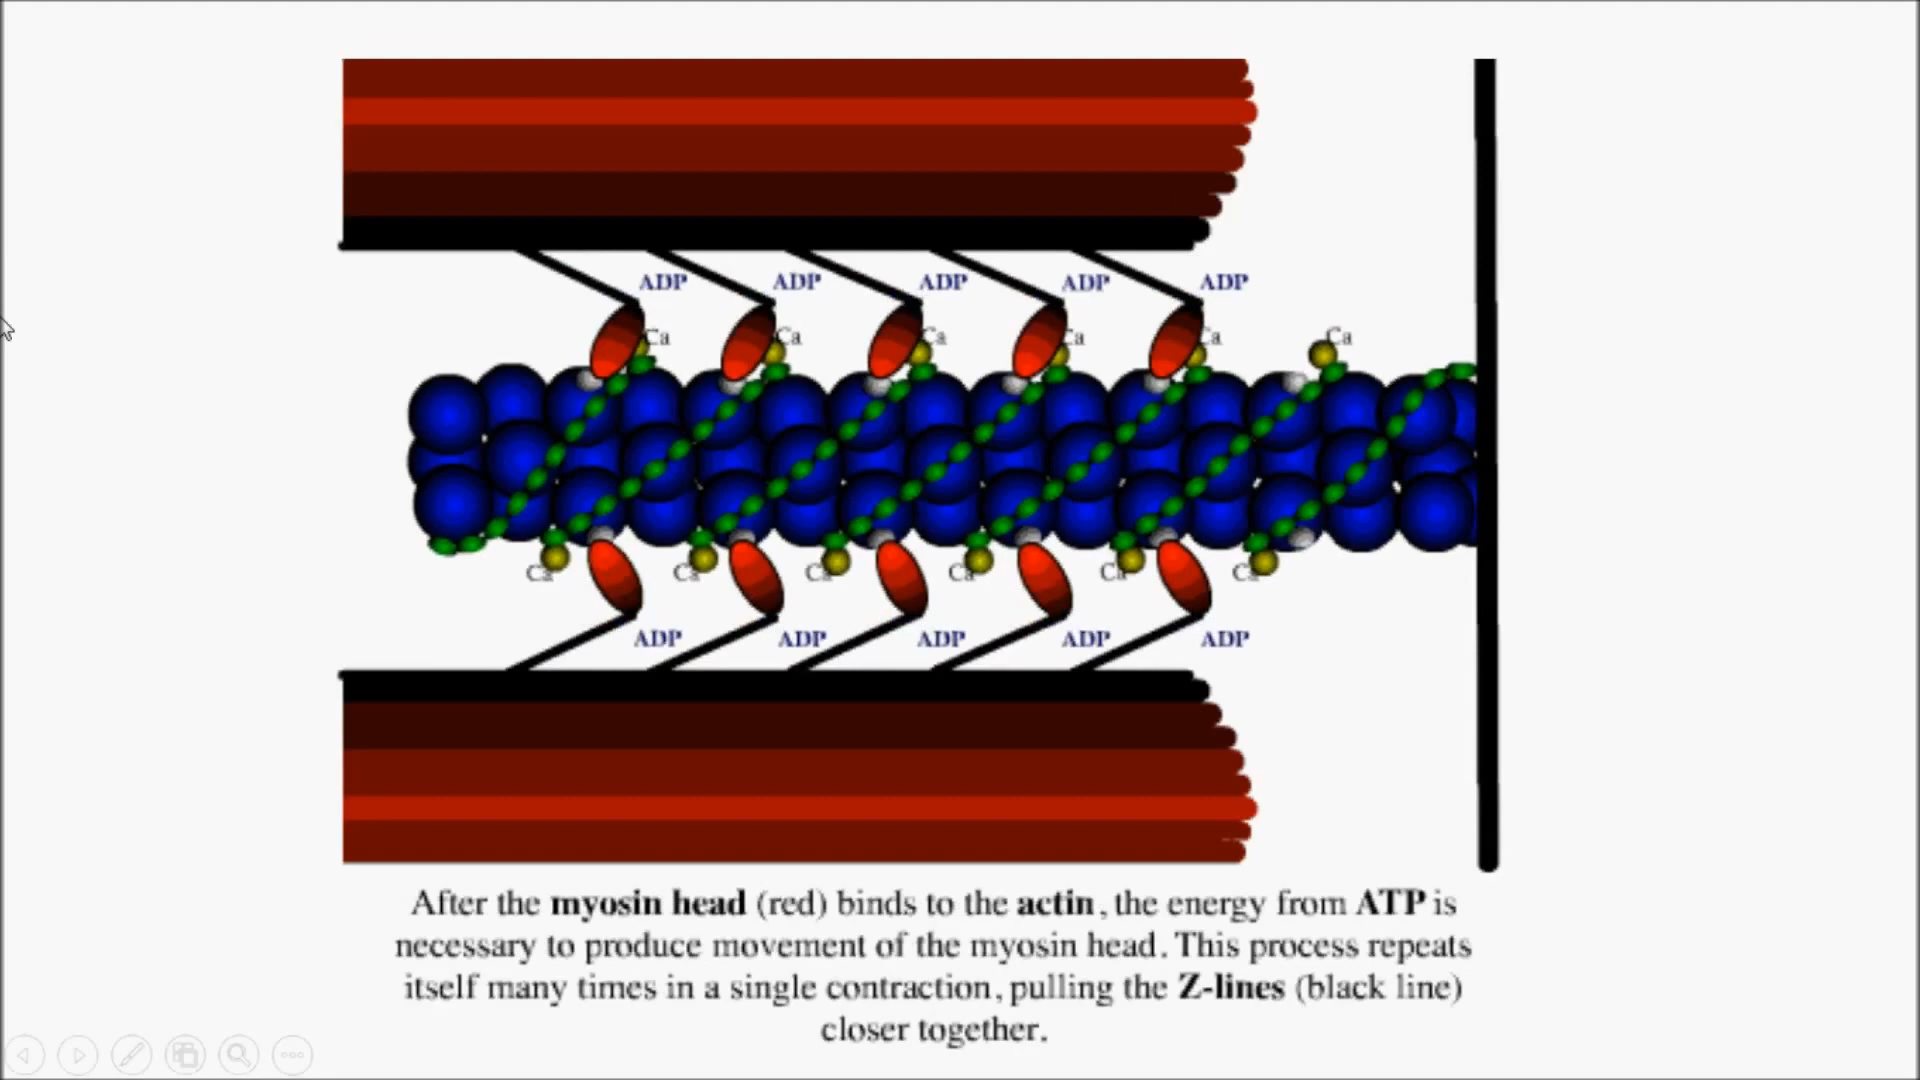 ADP ADP ADP ADP ADP
Ca Ca Ca Ca Ca Ca
Ca Ca Ca Ca Ca Ca
ADP ADP ADP ADP ADP
After the myosin head (red) binds to the actin, the energy from ATP is
necessary to produce movement of the myosin head. This process repeats
itself many times in a single contraction, pulling the Z-lines (black line)
closer together.